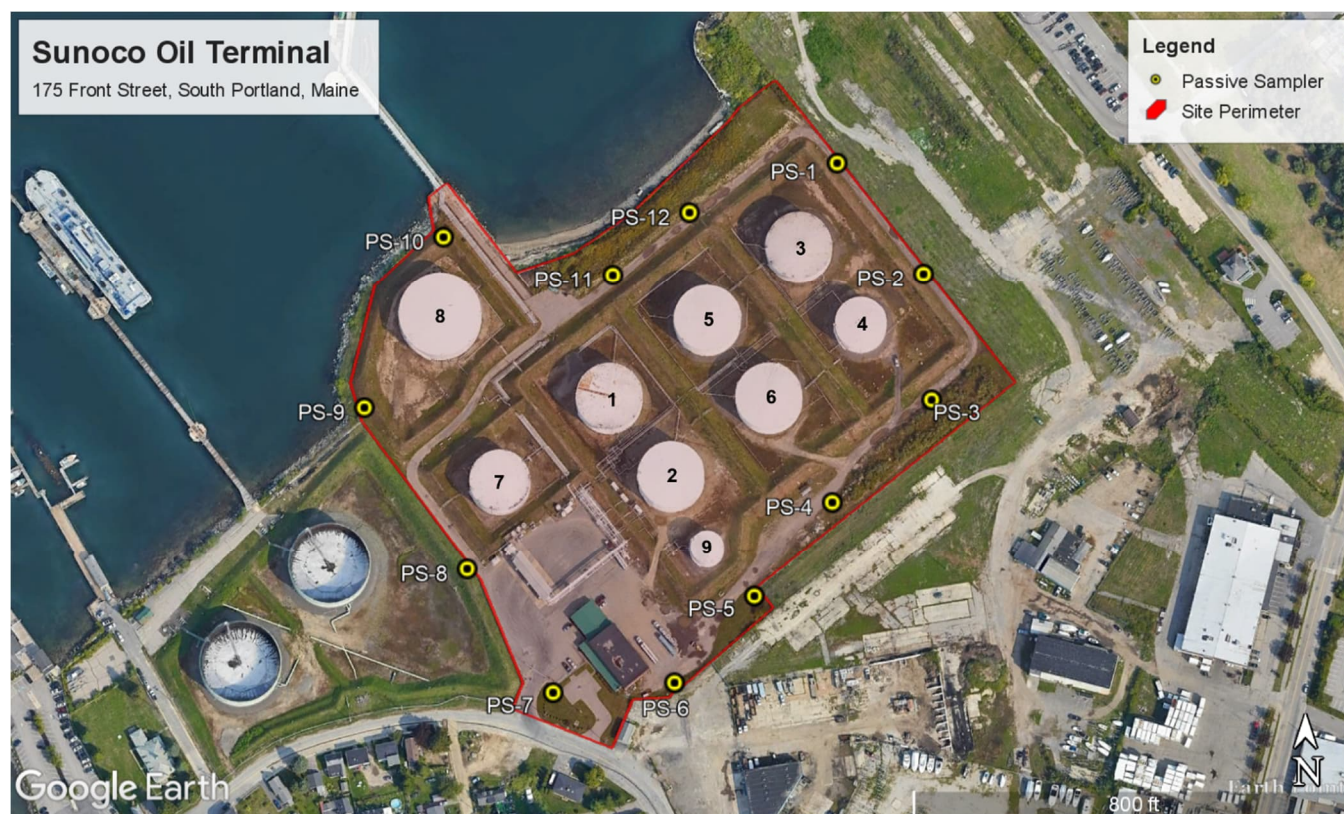 Sunoco Oil Terminal
175 Front Street, South Portland, Maine
Legend
Passive Sampler
Site Perimeter
PS-1
PS-12
3
PS-10
PS-11
PS-2
8
5
4
1
6
PS-9
PS-3
7
2
PS-4
9
PS-8
PS-5
PS-7
PS-6
N
Google Earth
800 ft